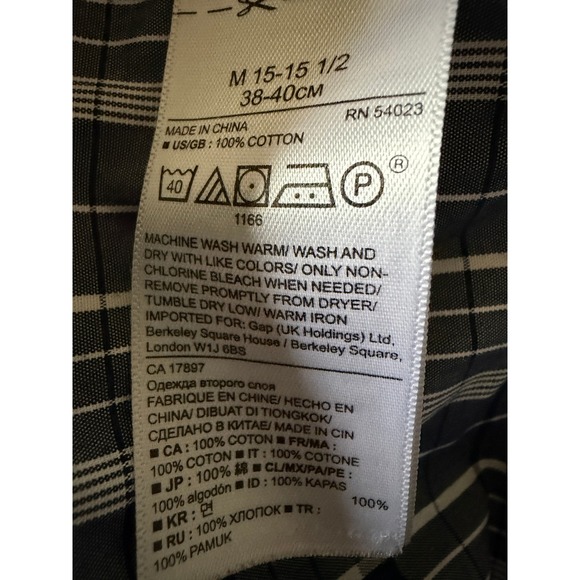 M 15-15 1/2
38-40CM
RN 54023
MADE IN CHINA
■ US/GB : 100% COTTON
40 P ®
1166
MACHINE WASH WARM/ WASH AND
DRY WITH LIKE COLORS/ ONLY NON-
CHLORINE BLEACH WHEN NEEDED/
REMOVE PROMPTLY FROM DRYER/
TUMBLE DRY LOW/ WARM IRON
IMPORTED FOR: Gap (UK Holdings) Ltd,
Berkeley Square House / Berkeley Square,
London W1J 6BS
CA 17897
Одежда второго слоя
FABRIQUE EN CHINE/ HECHO EN
CHINA/ DIBUAT DI TIONGKOK/
СДЕЛАНО В КИТАЕ/ MADE IN CIN
■ CA : 100% COTON ■ FR/MA :
100% COTON ■ IT : 100% COTONE
■ JP : 100% 綿 ■ CL/MX/PA/PE :
100% algodón ■ ID : 100% KAPAS
■ KR : 면 100%
■ RU : 100% ХЛОПОК ■ TR :
100% PAMUK